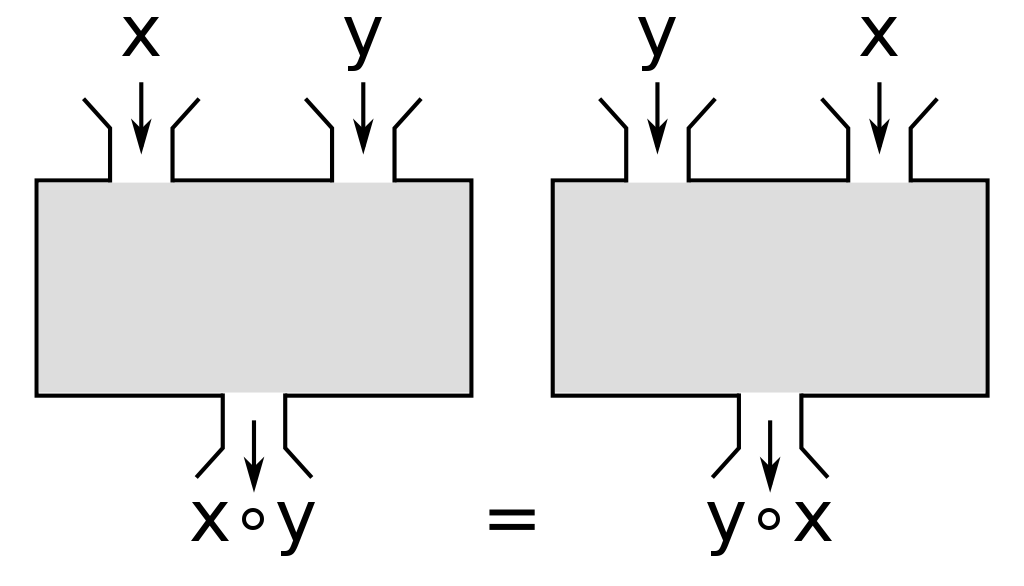 x y y x
x∘y = y∘x